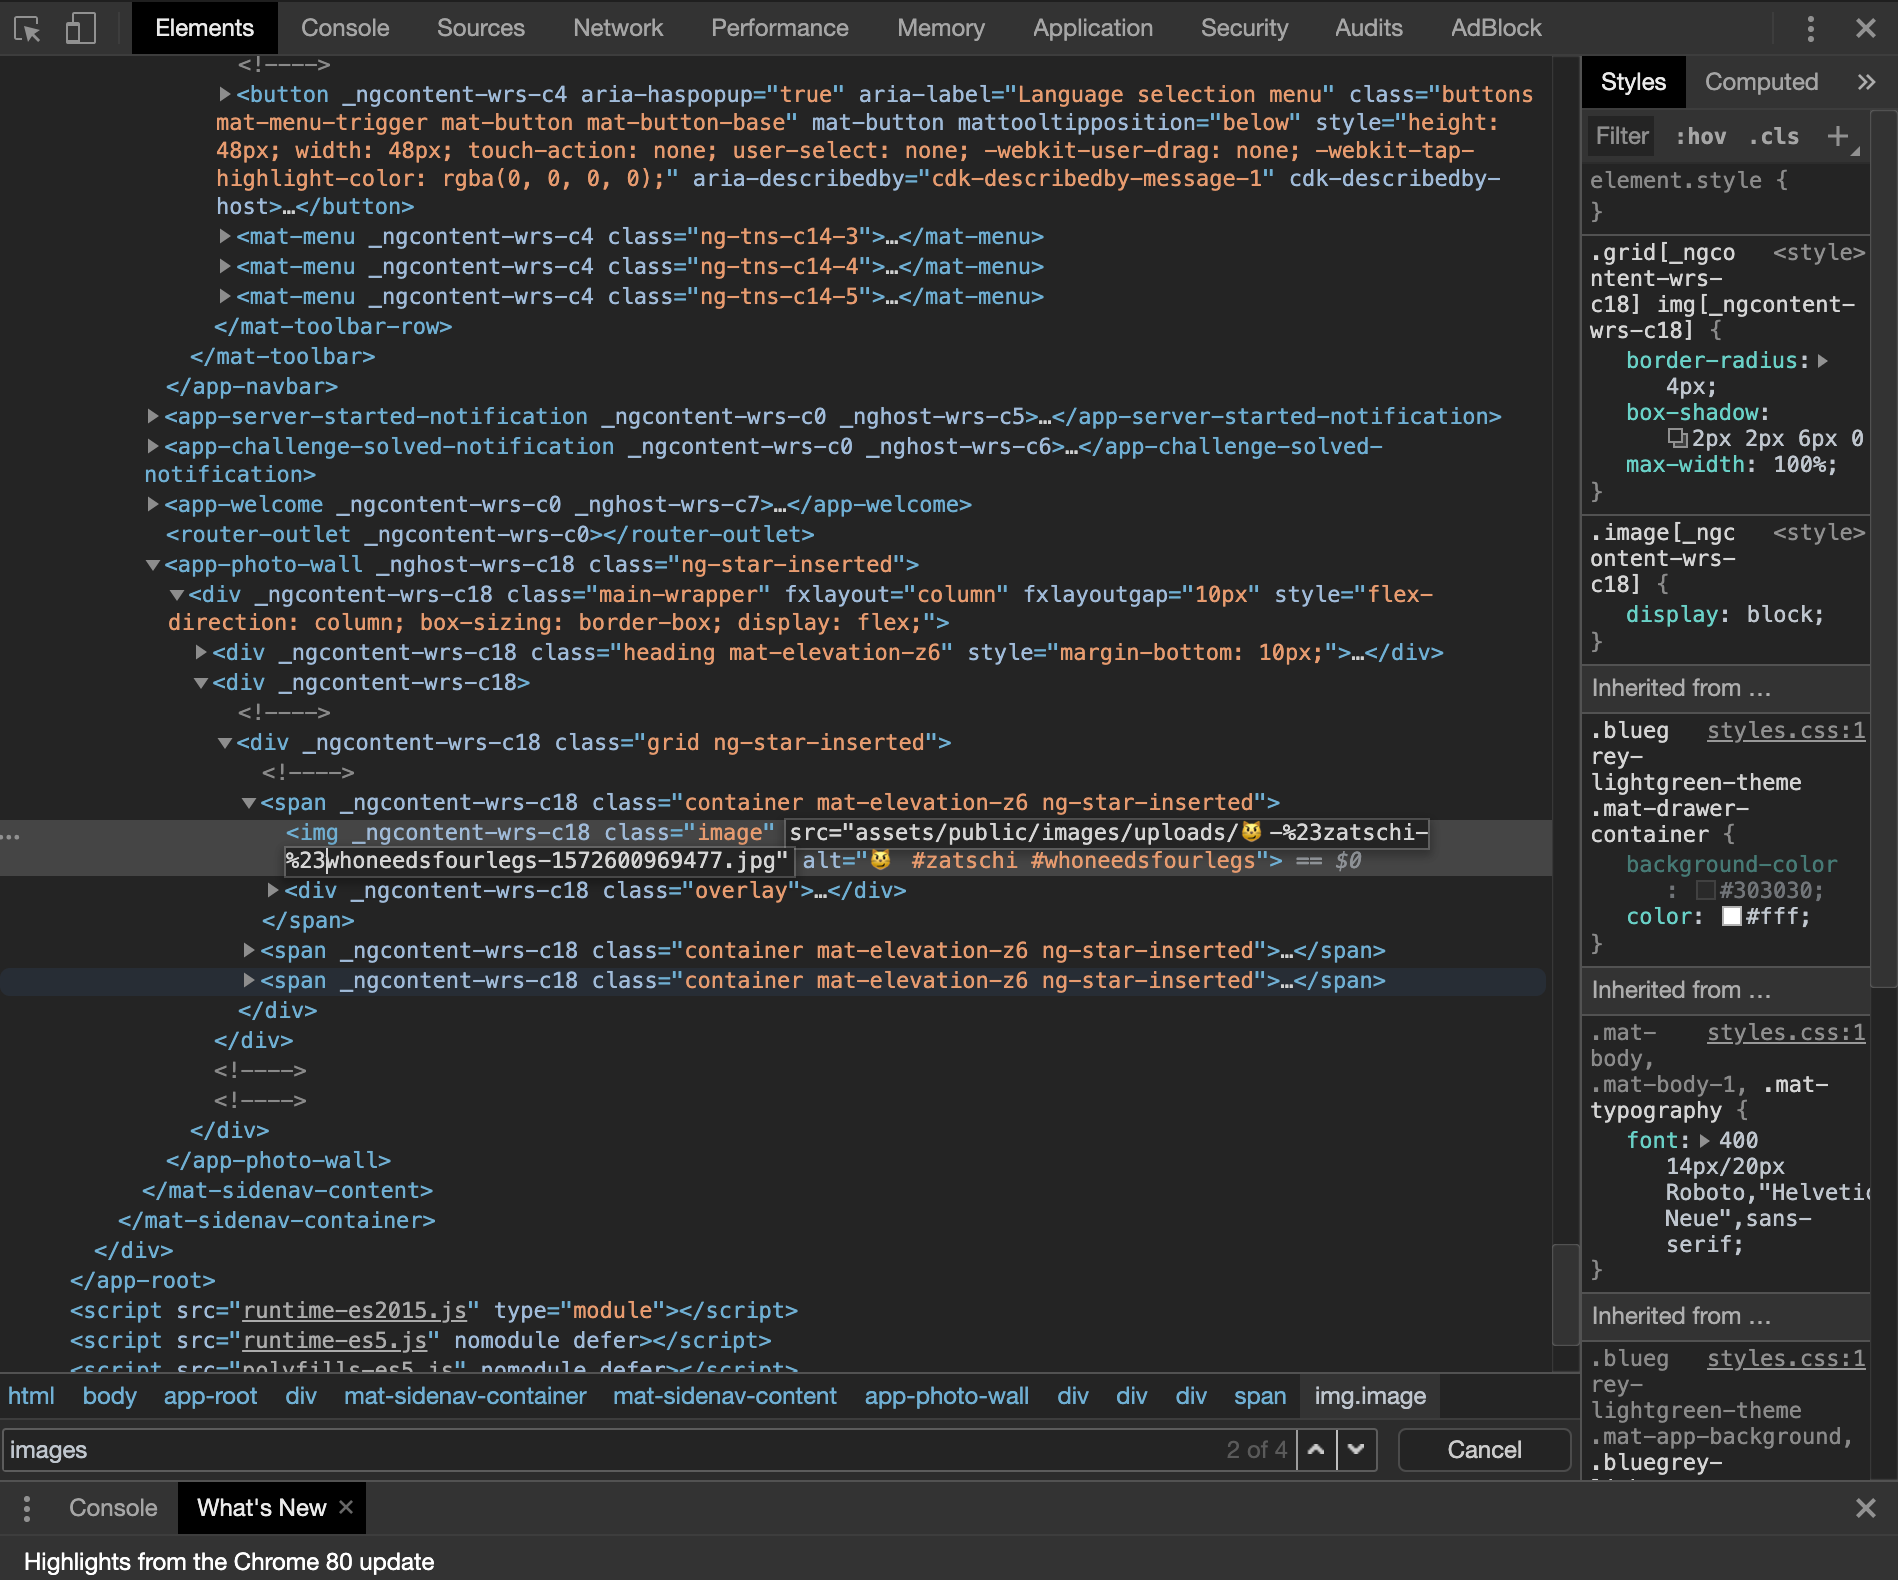 Elements Console Sources Network Performance Memory Application Security Audits AdBlock
<!---->
<button _ngcontent-wrs-c4 aria-haspopup="true" aria-label="Language selection menu" class="buttons
mat-menu-trigger mat-button mat-button-base" mat-button mattooltipposition="below" style="height:
48px; width: 48px; touch-action: none; user-select: none; -webkit-user-drag: none; -webkit-tap-
highlight-color: rgba(0, 0, 0, 0);" aria-describedby="cdk-describedby-message-1" cdk-describedby-
host>…</button>
<mat-menu _ngcontent-wrs-c4 class="ng-tns-c14-3">…</mat-menu>
<mat-menu _ngcontent-wrs-c4 class="ng-tns-c14-4">…</mat-menu>
<mat-menu _ngcontent-wrs-c4 class="ng-tns-c14-5">…</mat-menu>
</mat-toolbar-row>
</mat-toolbar>
</app-navbar>
<app-server-started-notification _ngcontent-wrs-c0 _nghost-wrs-c5>…</app-server-started-notification>
<app-challenge-solved-notification _ngcontent-wrs-c0 _nghost-wrs-c6>…</app-challenge-solved-
notification>
<app-welcome _ngcontent-wrs-c0 _nghost-wrs-c7>…</app-welcome>
<router-outlet _ngcontent-wrs-c0></router-outlet>
<app-photo-wall _nghost-wrs-c18 class="ng-star-inserted">
<div _ngcontent-wrs-c18 class="main-wrapper" fxlayout="column" fxlayoutgap="10px" style="flex-
direction: column; box-sizing: border-box; display: flex;">
<div _ngcontent-wrs-c18 class="heading mat-elevation-z6" style="margin-bottom: 10px;">…</div>
<div _ngcontent-wrs-c18>
<!---->
<div _ngcontent-wrs-c18 class="grid ng-star-inserted">
<!---->
<span _ngcontent-wrs-c18 class="container mat-elevation-z6 ng-star-inserted">
<img _ngcontent-wrs-c18 class="image" src="assets/public/images/uploads/😼-%23zatschi-
%23whoneedsfourlegs-1572600969477.jpg" alt="😼 #zatschi #whoneedsfourlegs"> == $0
<div _ngcontent-wrs-c18 class="overlay">…</div>
</span>
<span _ngcontent-wrs-c18 class="container mat-elevation-z6 ng-star-inserted">…</span>
<span _ngcontent-wrs-c18 class="container mat-elevation-z6 ng-star-inserted">…</span>
</div>
</div>
<!---->
<!---->
</div>
</app-photo-wall>
</mat-sidenav-content>
</mat-sidenav-container>
</div>
</app-root>
<script src="runtime-es2015.js" type="module"></script>
<script src="runtime-es5.js" nomodule defer></script>
<script src="polyfills-es5.js" nomodule defer></script>
html body app-root div mat-sidenav-container mat-sidenav-content app-photo-wall div div div span img.image
images 2 of 4 Cancel
Console What's New
Highlights from the Chrome 80 update
Styles Computed
Filter :hov .cls
element.style {
}
.grid[_ngco <style>
ntent-wrs-
c18] img[_ngcontent-
wrs-c18] {
border-radius:
4px;
box-shadow:
2px 2px 6px 0
max-width: 100%;
}
.image[_ngc <style>
ontent-wrs-
c18] {
display: block;
}
Inherited from …
.blueg styles.css:1
rey-
lightgreen-theme
.mat-drawer-
container {
background-color
: #303030;
color: #fff;
}
Inherited from …
.mat- styles.css:1
body,
.mat-body-1, .mat-
typography {
font: 400
14px/20px
Roboto,"Helvetic
Neue",sans-
serif;
}
Inherited from …
.blueg styles.css:1
rey-
lightgreen-theme
.mat-app-background,
.bluegrey-